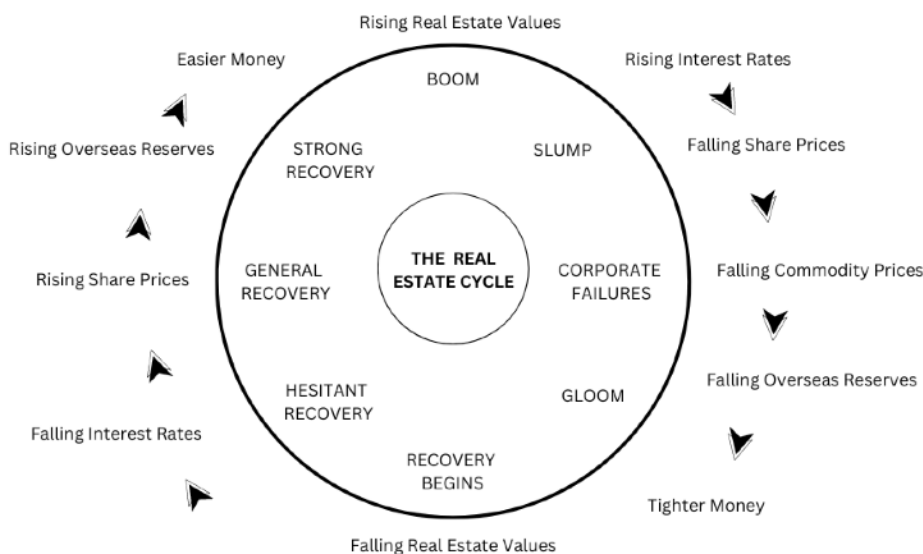 Rising Real Estate Values
Easier Money
Rising Interest Rates
BOOM
Rising Overseas Reserves
STRONG
RECOVERY
SLUMP
Falling Share Prices
THE REAL
ESTATE CYCLE
Rising Share Prices
GENERAL
RECOVERY
CORPORATE
FAILURES
Falling Commodity Prices
HESITANT
RECOVERY
GLOOM
Falling Overseas Reserves
Falling Interest Rates
RECOVERY
BEGINS
Tighter Money
Falling Real Estate Values